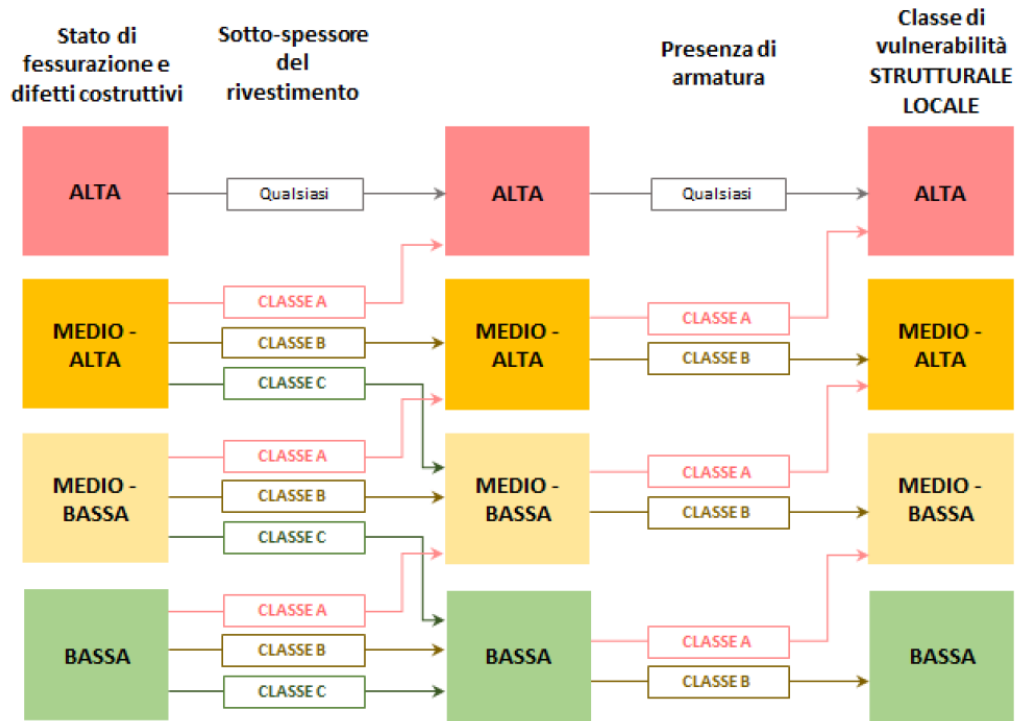 Stato di
fessurazione e
difetti costruttivi
Sotto-spessore
del
rivestimento
Presenza di
armatura
Classe di
vulnerabilità
STRUTTURALE
LOCALE
ALTA
Qualsiasi
ALTA
Qualsiasi
ALTA
MEDIO -
ALTA
CLASSE A
CLASSE B
CLASSE C
MEDIO -
ALTA
CLASSE A
CLASSE B
MEDIO -
ALTA
MEDIO -
BASSA
CLASSE A
CLASSE B
CLASSE C
MEDIO -
BASSA
CLASSE A
CLASSE B
MEDIO -
BASSA
BASSA
CLASSE A
CLASSE B
CLASSE C
BASSA
CLASSE A
CLASSE B
BASSA